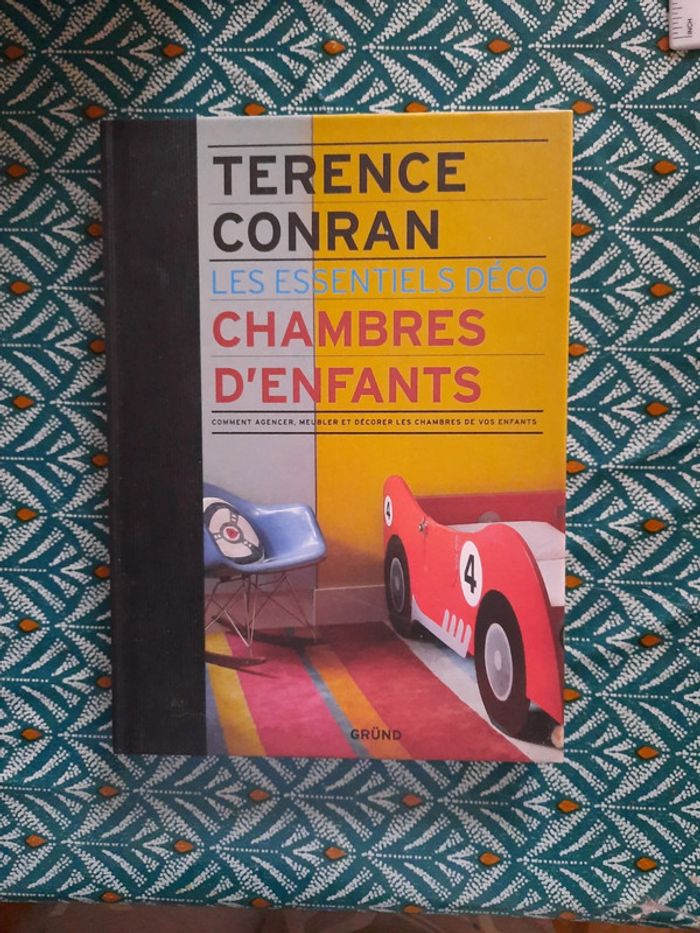 TERENCE
CONRAN
LES ESSENTIELS DÉCO
CHAMBRES
D'ENFANTS
COMMENT AGENCER, MEUBLER ET DÉCORER LES CHAMBRES DE VOS ENFANTS
4
4
GRÜND